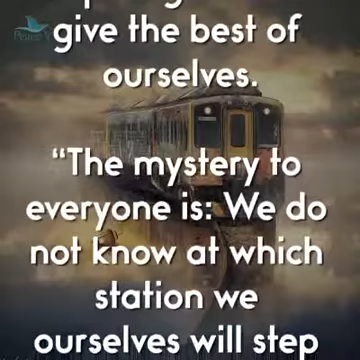 give the best of
ourselves.
“The mystery to
everyone is: We do
not know at which
station we
ourselves will step